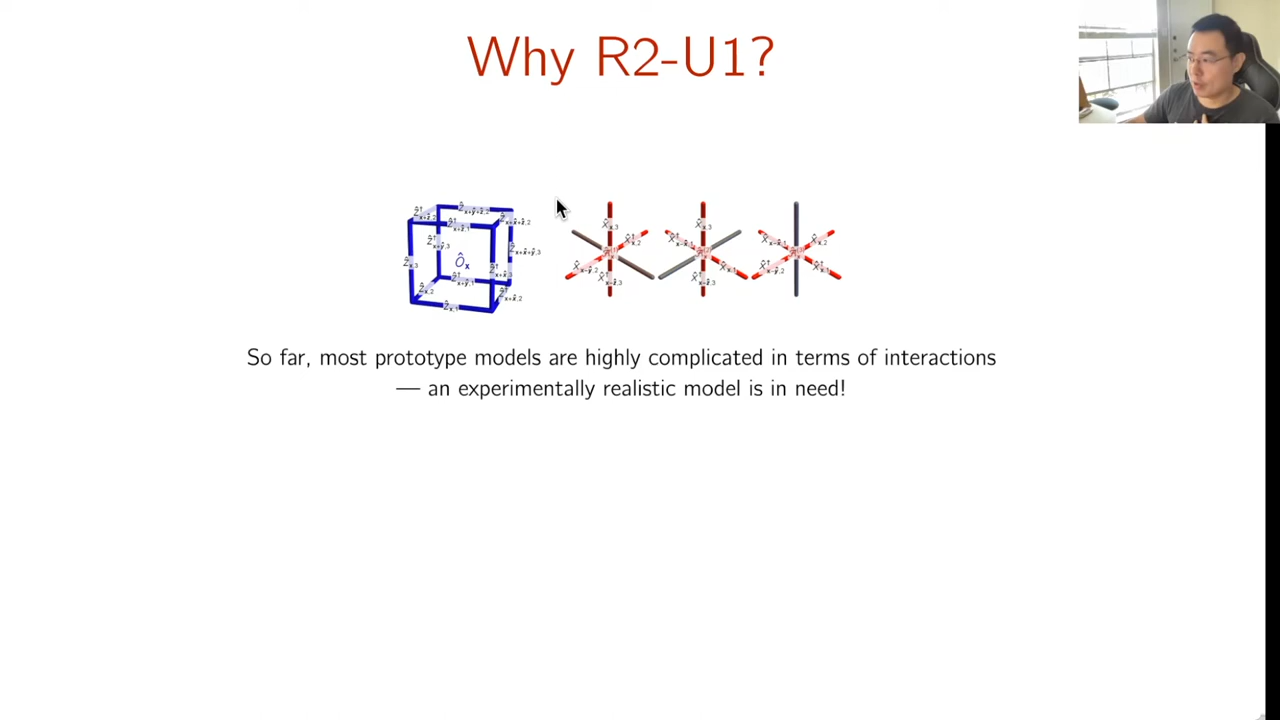 Why R2-U1?
Ô_x
So far, most prototype models are highly complicated in terms of interactions
— an experimentally realistic model is in need!